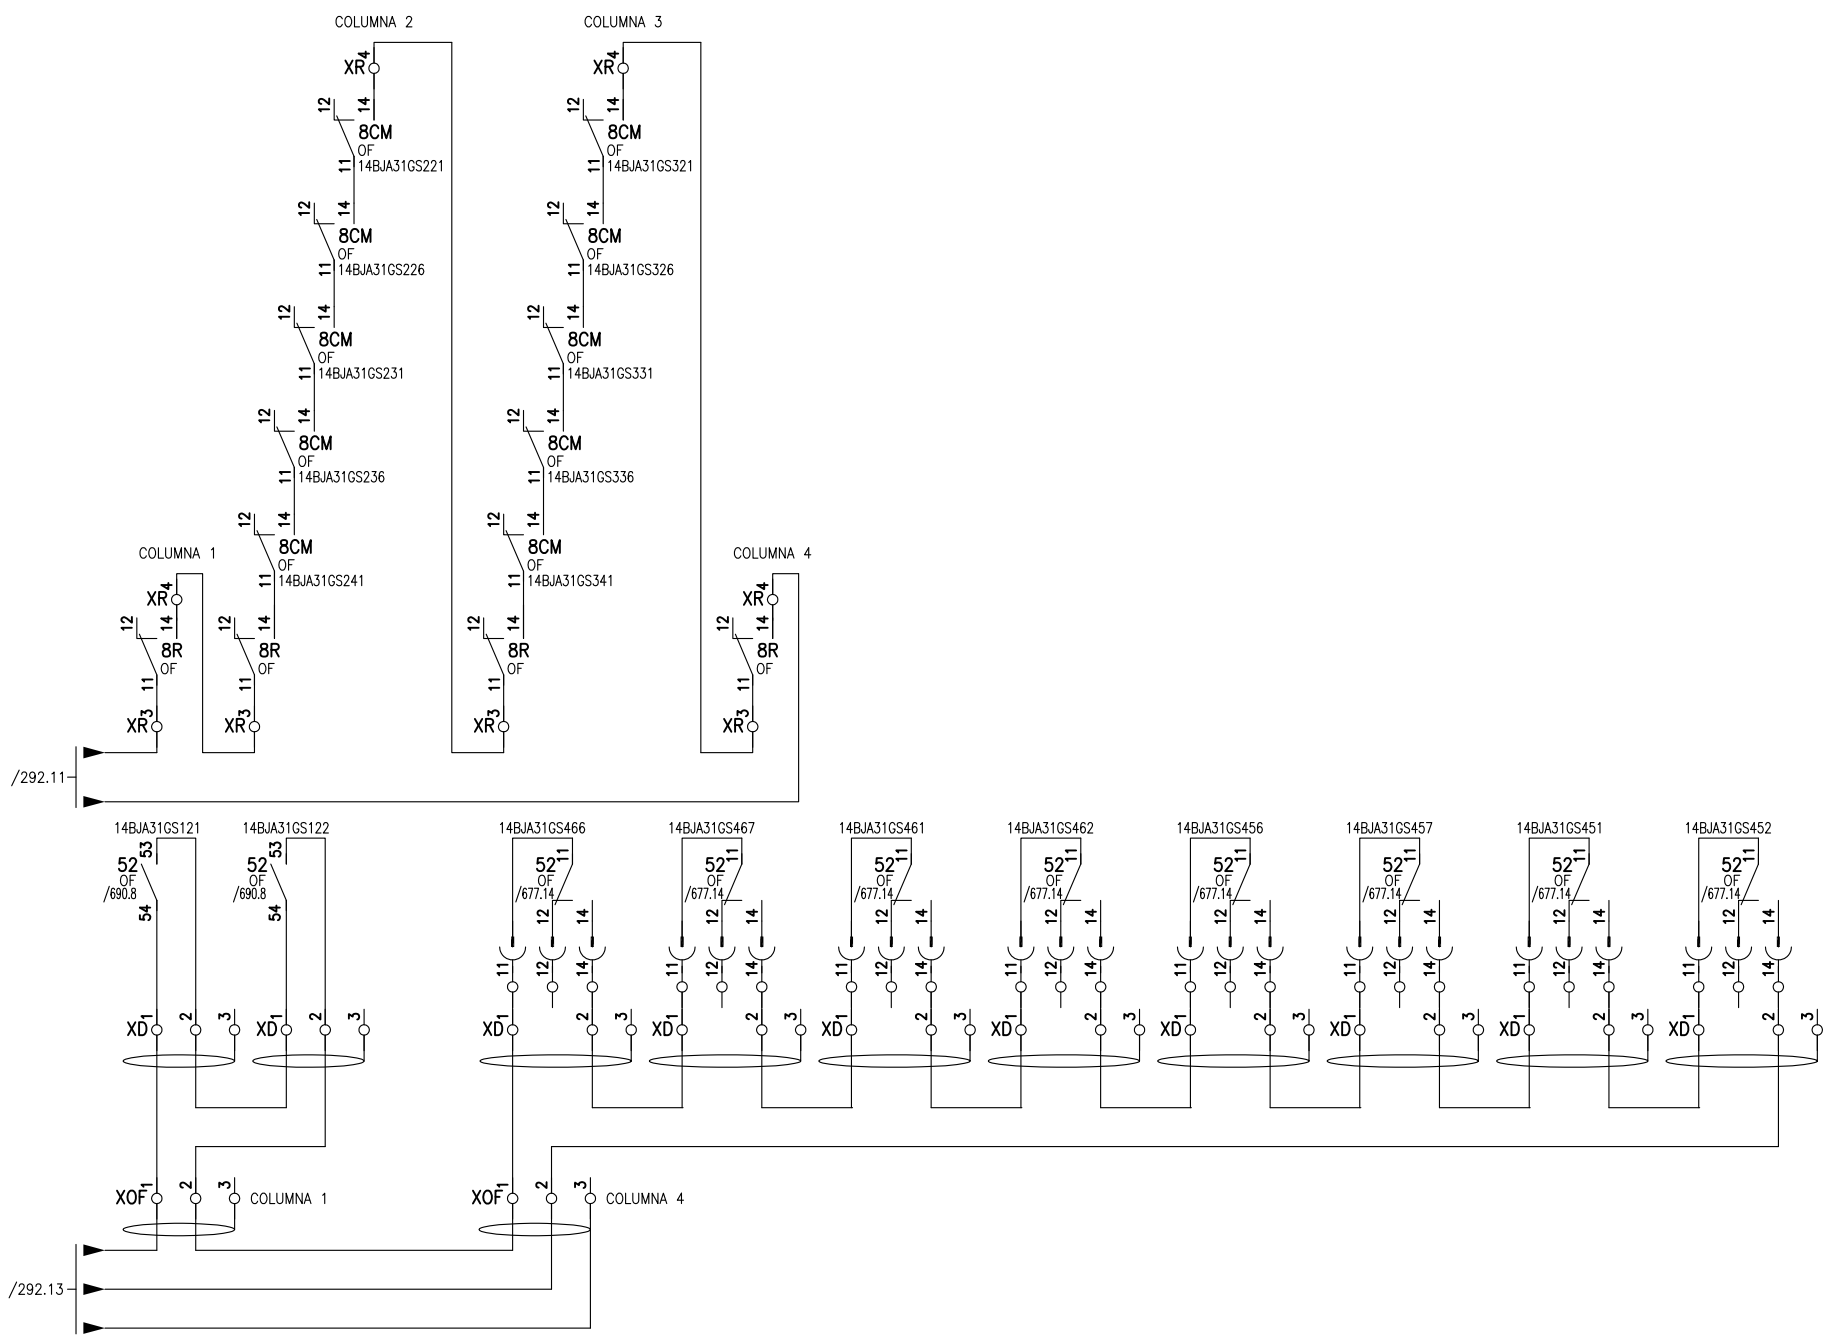 COLUMNA 2
COLUMNA 3
XR 4
XR 4
12 14
12 14
8CM
8CM
OF
OF
11 14BJA31GS221
11 14BJA31GS321
12 14
12 14
8CM
8CM
OF
OF
11 14BJA31GS226
11 14BJA31GS326
12 14
12 14
8CM
8CM
OF
OF
11 14BJA31GS231
11 14BJA31GS331
12 14
12 14
8CM
8CM
OF
OF
11 14BJA31GS236
11 14BJA31GS336
12 14
12 14
8CM
8CM
OF
OF
11 14BJA31GS241
11 14BJA31GS341
COLUMNA 1
COLUMNA 4
XR 4
XR 4
12 14
12 14
12 14
12 14
8R
8R
8R
8R
OF
OF
OF
OF
11
11
11
11
XR 3
XR 3
XR 3
XR 3
/292.11
14BJA31GS121
14BJA31GS122
14BJA31GS466
14BJA31GS467
14BJA31GS461
14BJA31GS462
14BJA31GS456
14BJA31GS457
14BJA31GS451
14BJA31GS452
52 53
52 53
52 11
52 11
52 11
52 11
52 11
52 11
52 11
52 11
OF
OF
OF
OF
OF
OF
OF
OF
OF
OF
/690.8
/690.8
/677.14
/677.14
/677.14
/677.14
/677.14
/677.14
/677.14
/677.14
54
54
12 14
12 14
12 14
12 14
12 14
12 14
12 14
12 14
11 12 14
11 12 14
11 12 14
11 12 14
11 12 14
11 12 14
11 12 14
11 12 14
XD 1 2 3
XD 1 2 3
XD 1 2 3
XD 1 2 3
XD 1 2 3
XD 1 2 3
XD 1 2 3
XD 1 2 3
XD 1 2 3
XD 1 2 3
XOF 1 2 3 COLUMNA 1
XOF 1 2 3 COLUMNA 4
/292.13